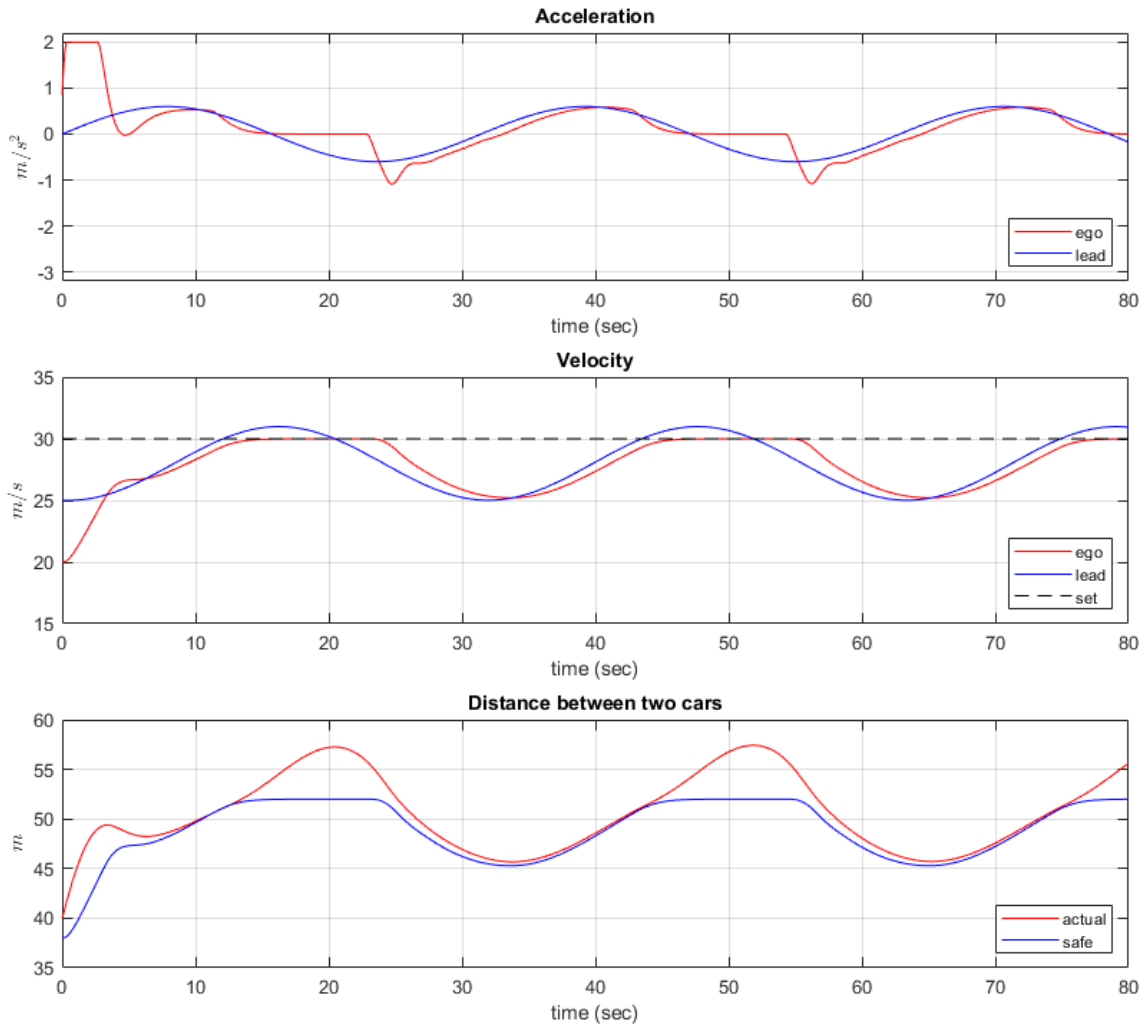 Acceleration
2
1
0
-1
-2
-3
m/s²
ego
lead
0 10 20 30 40 50 60 70 80
time (sec)
Velocity
35
30
25
20
15
m/s
ego
lead
set
0 10 20 30 40 50 60 70 80
time (sec)
Distance between two cars
60
55
50
45
40
35
m
actual
safe
0 10 20 30 40 50 60 70 80
time (sec)